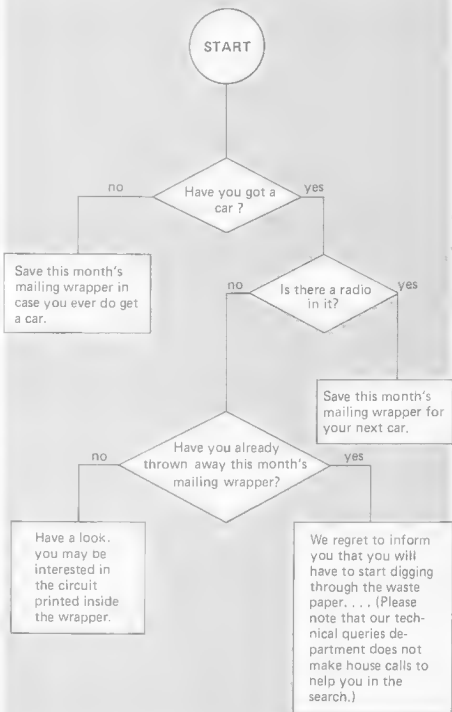 START
Have you got a
car ?
no
yes
Save this month's
mailing wrapper in
case you ever do get
a car.
Is there a radio
in it?
no
yes
Save this month's
mailing wrapper for
your next car.
Have you already
thrown away this month's
mailing wrapper?
no
yes
Have a look.
you may be
interested in
the circuit
printed inside
the wrapper.
We regret to inform
you that you will
have to start digging
through the waste
paper. . . . (Please
note that our tech-
nical queries de-
partment does not
make house calls to
help you in the
search.)